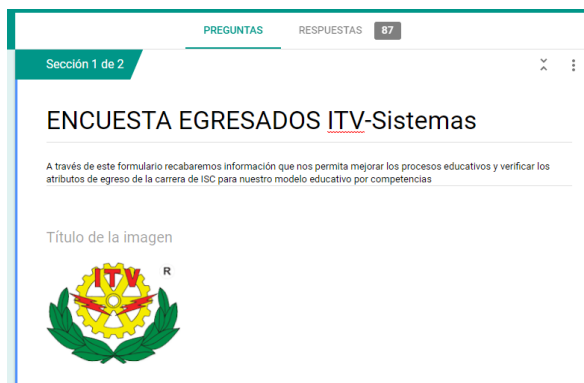 PREGUNTAS RESPUESTAS 87
Sección 1 de 2
ENCUESTA EGRESADOS ITV-Sistemas
A través de este formulario recabaremos información que nos permita mejorar los procesos educativos y verificar los
atributos de egreso de la carrera de ISC para nuestro modelo educativo por competencias
Título de la imagen
ITV R